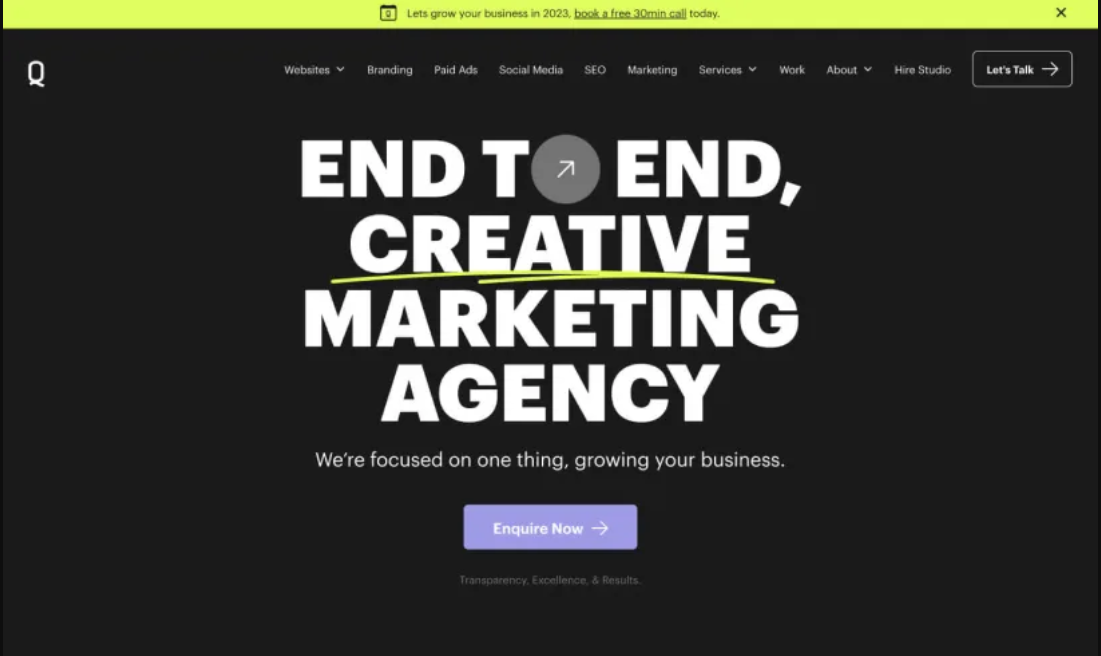 Lets grow your business in 2023, book a free 30min call today.
Q
Websites Branding Paid Ads Social Media SEO Marketing Services Work About Hire Studio Let's Talk
END T END,
CREATIVE
MARKETING
AGENCY
We're focused on one thing, growing your business.
Enquire Now
Transparency, Excellence, & Results.